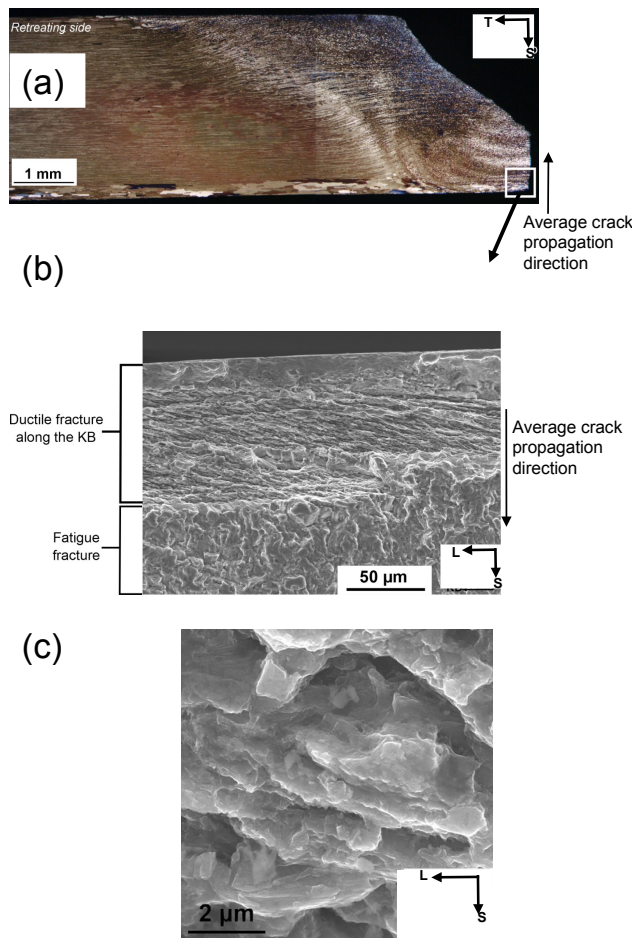 Retreating side
T
S
(a)
1 mm
Average crack
propagation
direction
(b)
Ductile fracture
along the KB
Average crack
propagation
direction
Fatigue
fracture
L
S
50 µm
(c)
L
S
2 µm